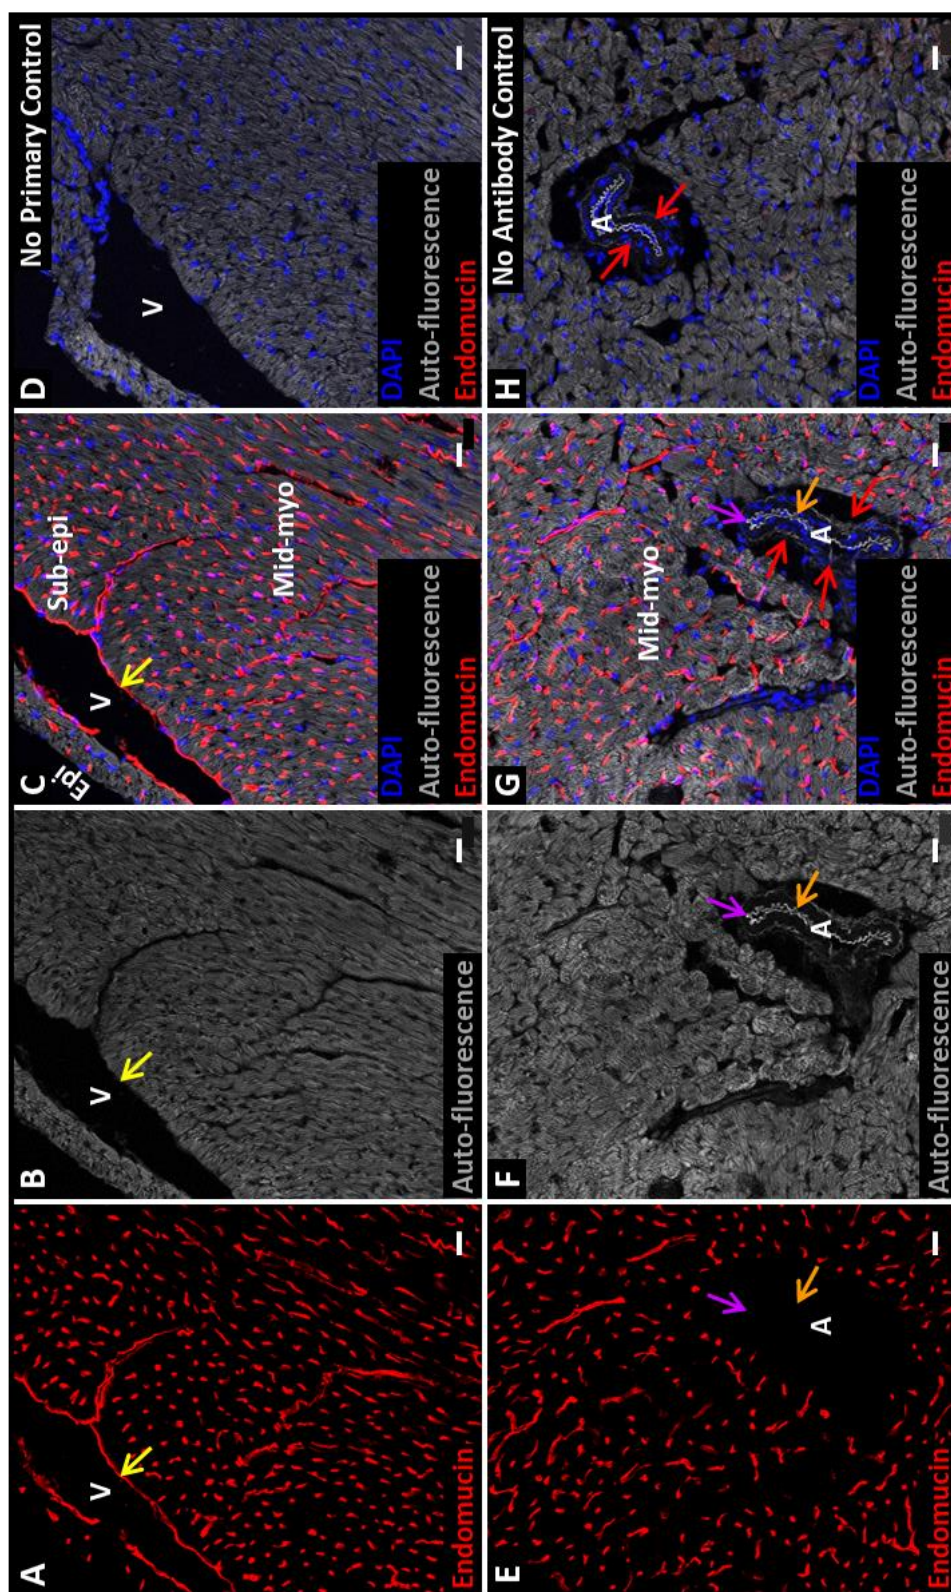 A
V
Endomucin
B
V
Auto-fluorescence
C
Epi
V
Sub-epi
Mid-myo
DAPI
Auto-fluorescence
Endomucin
D
No Primary Control
V
DAPI
Auto-fluorescence
Endomucin
E
A
Endomucin
F
A
Auto-fluorescence
G
Mid-myo
A
DAPI
Auto-fluorescence
Endomucin
H
No Antibody Control
A
DAPI
Auto-fluorescence
Endomucin